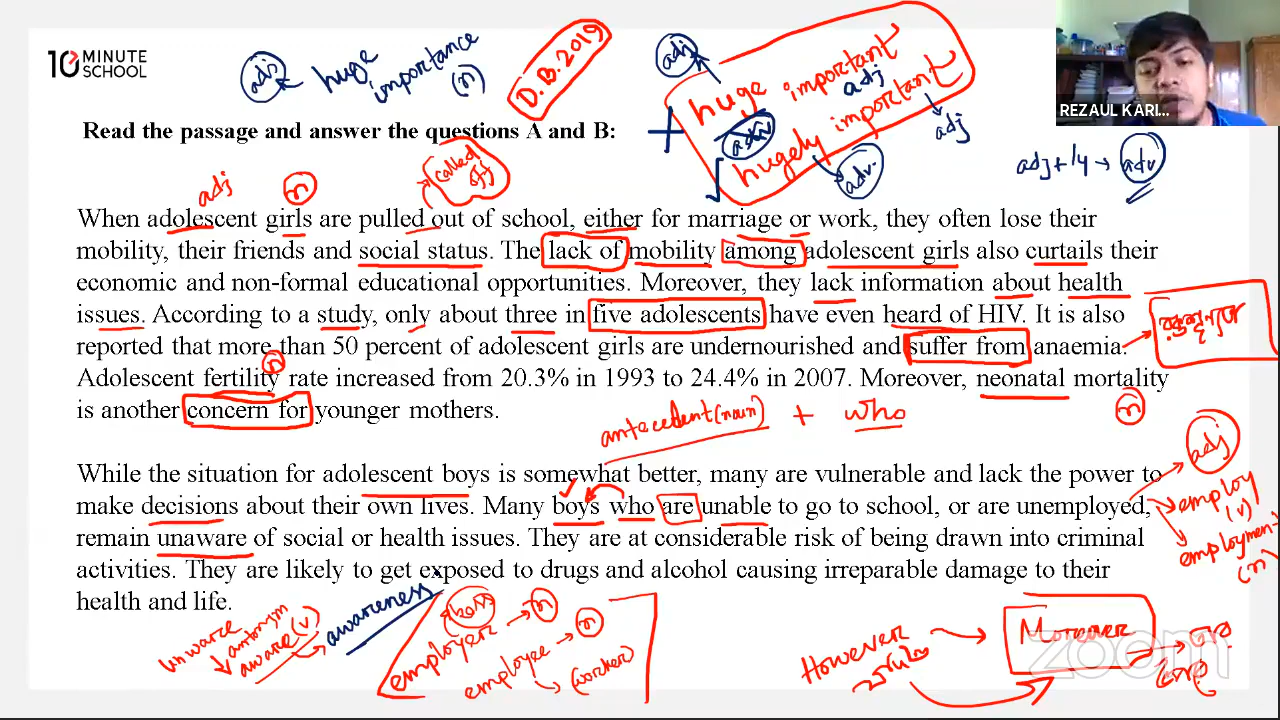 10 MINUTE SCHOOL
adj huge importance (n)
D.B. 2019
adj
huge important
adj
adv
hugely important
adv.
adj
REZAUL KARI...
adj + ly → adv
Read the passage and answer the questions A and B:
adj n called off
When adolescent girls are pulled out of school, either for marriage or work, they often lose their
mobility, their friends and social status. The lack of mobility among adolescent girls also curtails their
economic and non-formal educational opportunities. Moreover, they lack information about health
issues. According to a study, only about three in five adolescents have even heard of HIV. It is also
reported that more than 50 percent of adolescent girls are undernourished and suffer from anaemia.
n
Adolescent fertility rate increased from 20.3% in 1993 to 24.4% in 2007. Moreover, neonatal mortality
is another concern for younger mothers.
n
antecedent (noun) + who
adj
While the situation for adolescent boys is somewhat better, many are vulnerable and lack the power to
make decisions about their own lives. Many boys who are unable to go to school, or are unemployed,
employ (v)
remain unaware of social or health issues. They are at considerable risk of being drawn into criminal
employment (n)
activities. They are likely to get exposed to drugs and alcohol causing irreparable damage to their
health and life.
unware
antonym
aware (v)
awareness
boss
employer → n
employee → n
(worker)
However
Moreover
zoom